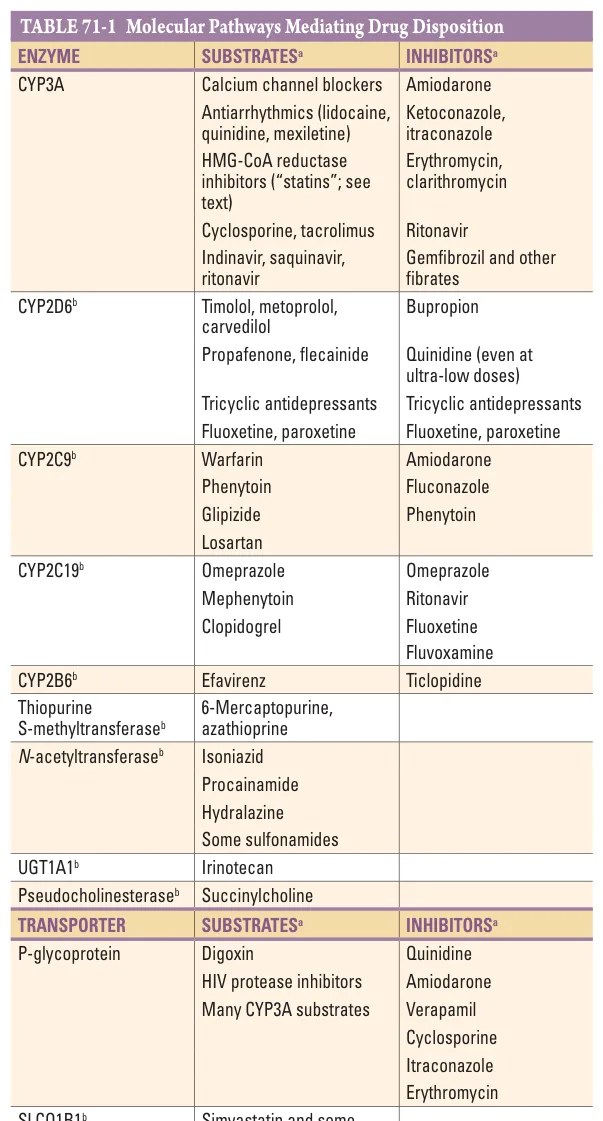 TABLE 71-1 Molecular Pathways Mediating Drug Disposition
ENZYME SUBSTRATESᵃ INHIBITORSᵃ
CYP3A Calcium channel blockers Amiodarone
Antiarrhythmics (lidocaine, Ketoconazole,
quinidine, mexiletine) itraconazole
HMG-CoA reductase Erythromycin,
inhibitors (“statins”; see clarithromycin
text)
Cyclosporine, tacrolimus Ritonavir
Indinavir, saquinavir, Gemfibrozil and other
ritonavir fibrates
CYP2D6ᵇ Timolol, metoprolol, Bupropion
carvedilol
Propafenone, flecainide Quinidine (even at
ultra-low doses)
Tricyclic antidepressants Tricyclic antidepressants
Fluoxetine, paroxetine Fluoxetine, paroxetine
CYP2C9ᵇ Warfarin Amiodarone
Phenytoin Fluconazole
Glipizide Phenytoin
Losartan
CYP2C19ᵇ Omeprazole Omeprazole
Mephenytoin Ritonavir
Clopidogrel Fluoxetine
Fluvoxamine
CYP2B6ᵇ Efavirenz Ticlopidine
Thiopurine 6-Mercaptopurine,
S-methyltransferaseᵇ azathioprine
N-acetyltransferaseᵇ Isoniazid
Procainamide
Hydralazine
Some sulfonamides
UGT1A1ᵇ Irinotecan
Pseudocholinesteraseᵇ Succinylcholine
TRANSPORTER SUBSTRATESᵃ INHIBITORSᵃ
P-glycoprotein Digoxin Quinidine
HIV protease inhibitors Amiodarone
Many CYP3A substrates Verapamil
Cyclosporine
Itraconazole
Erythromycin
SLCO1B1ᵇ Simvastatin and some